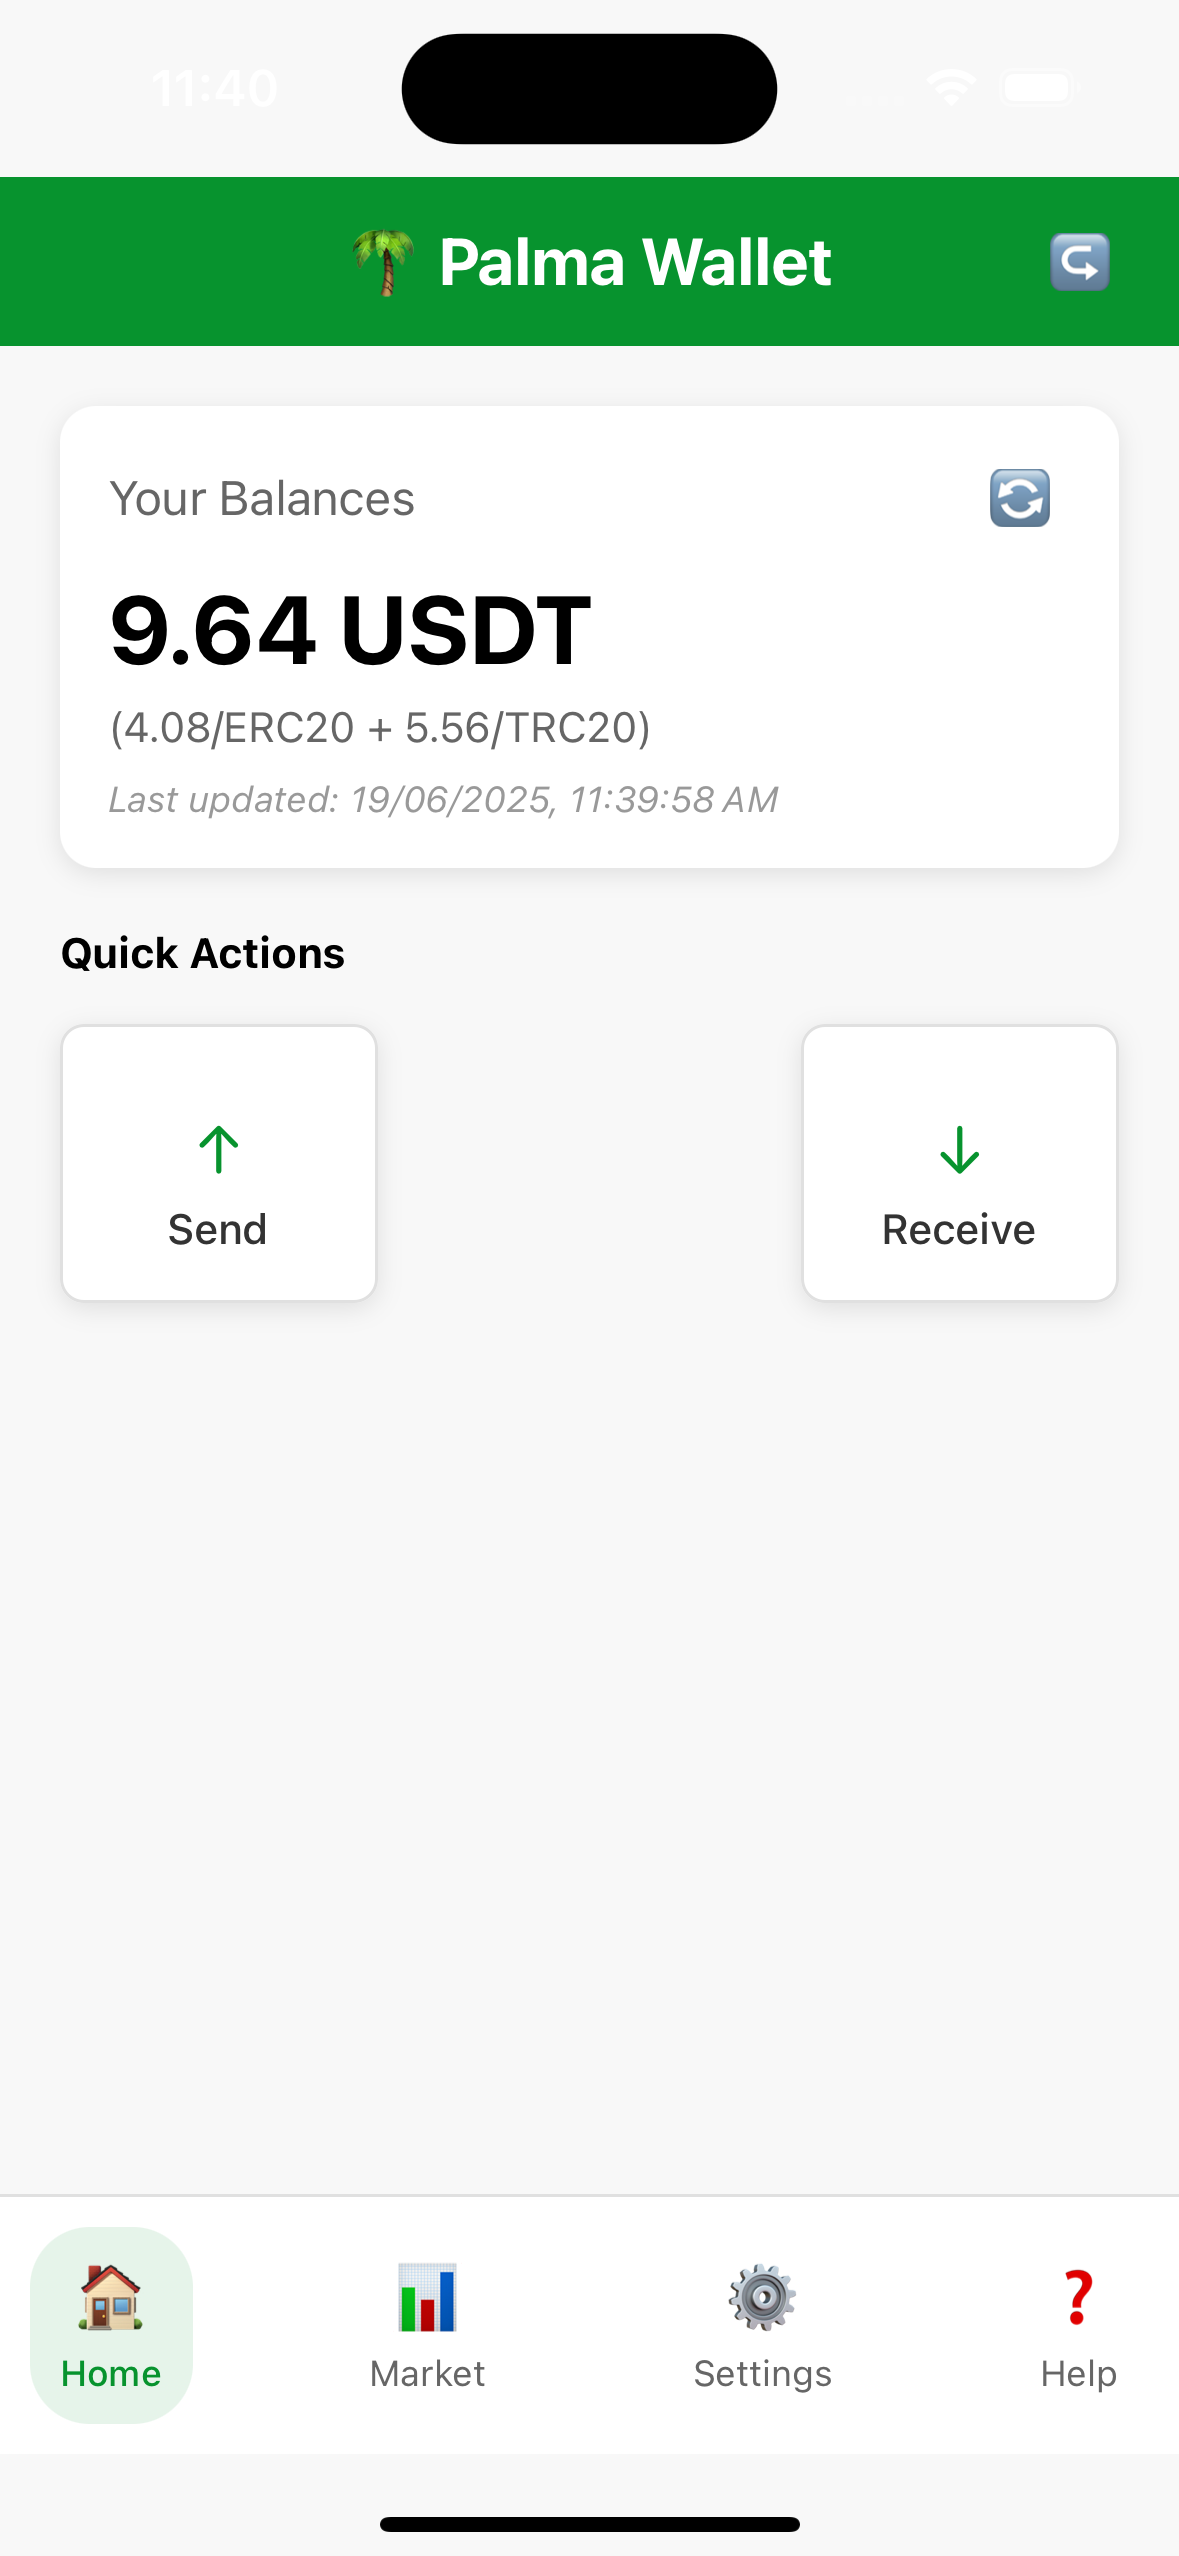 11:40
Palma Wallet
Your Balances
9.64 USDT
(4.08/ERC20 + 5.56/TRC20)
Last updated: 19/06/2025, 11:39:58 AM
Quick Actions
Send
Receive
Home
Market
Settings
Help